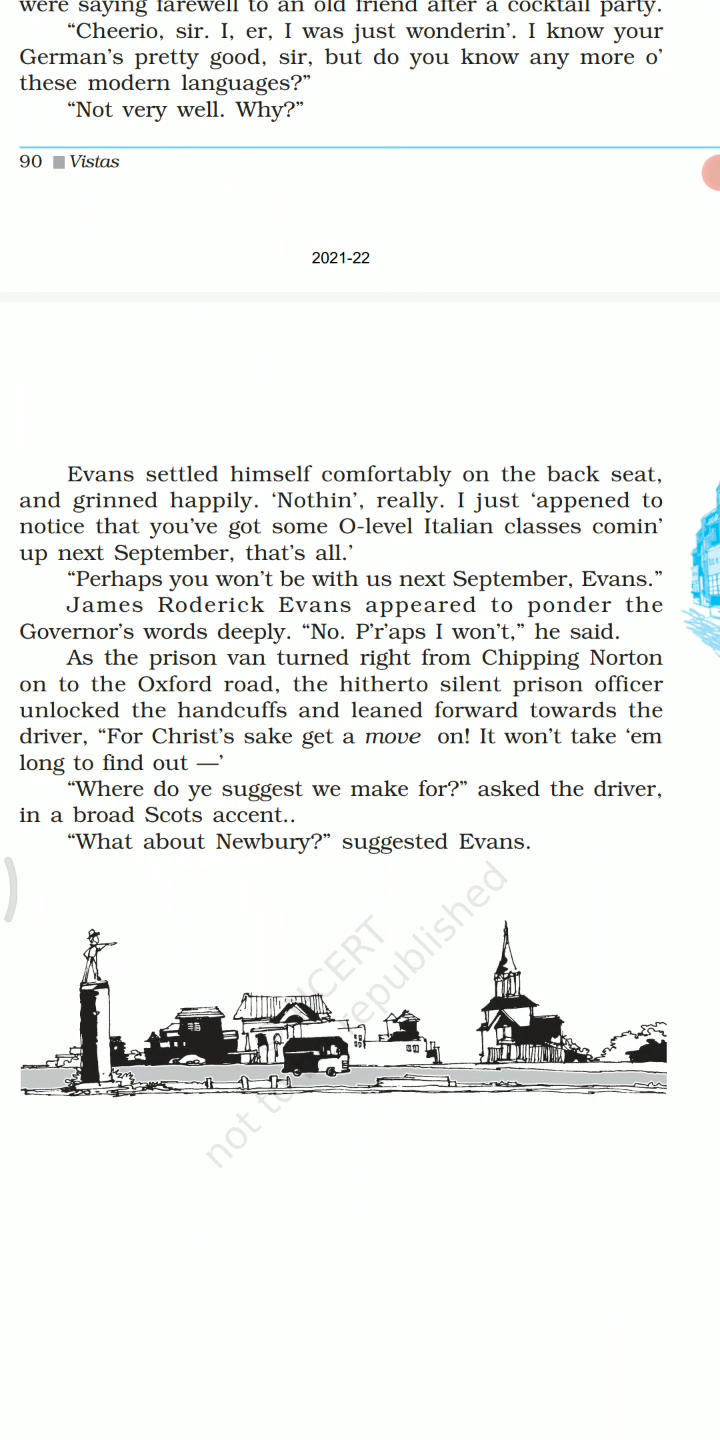 were saying farewell to an old friend after a cocktail party.
“Cheerio, sir. I, er, I was just wonderin’. I know your
German’s pretty good, sir, but do you know any more o’
these modern languages?”
“Not very well. Why?”
90 ■ Vistas
2021-22
Evans settled himself comfortably on the back seat,
and grinned happily. ‘Nothin’, really. I just ‘appened to
notice that you’ve got some O-level Italian classes comin’
up next September, that’s all.’
“Perhaps you won’t be with us next September, Evans.”
James Roderick Evans appeared to ponder the
Governor’s words deeply. “No. P’r’aps I won’t,” he said.
As the prison van turned right from Chipping Norton
on to the Oxford road, the hitherto silent prison officer
unlocked the handcuffs and leaned forward towards the
driver, “For Christ’s sake get a move on! It won’t take ‘em
long to find out —’
“Where do ye suggest we make for?” asked the driver,
in a broad Scots accent..
“What about Newbury?” suggested Evans.
not to republished